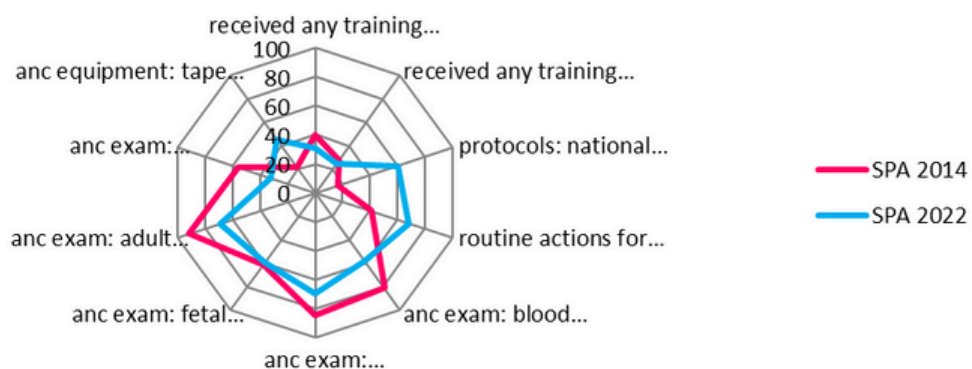 received any training...
100
anc equipment: tape...
received any training...
80
60
anc exam:...
40
protocols: national...
20
0
SPA 2014
SPA 2022
anc exam: adult...
routine actions for...
anc exam: fetal...
anc exam: blood...
anc exam:...